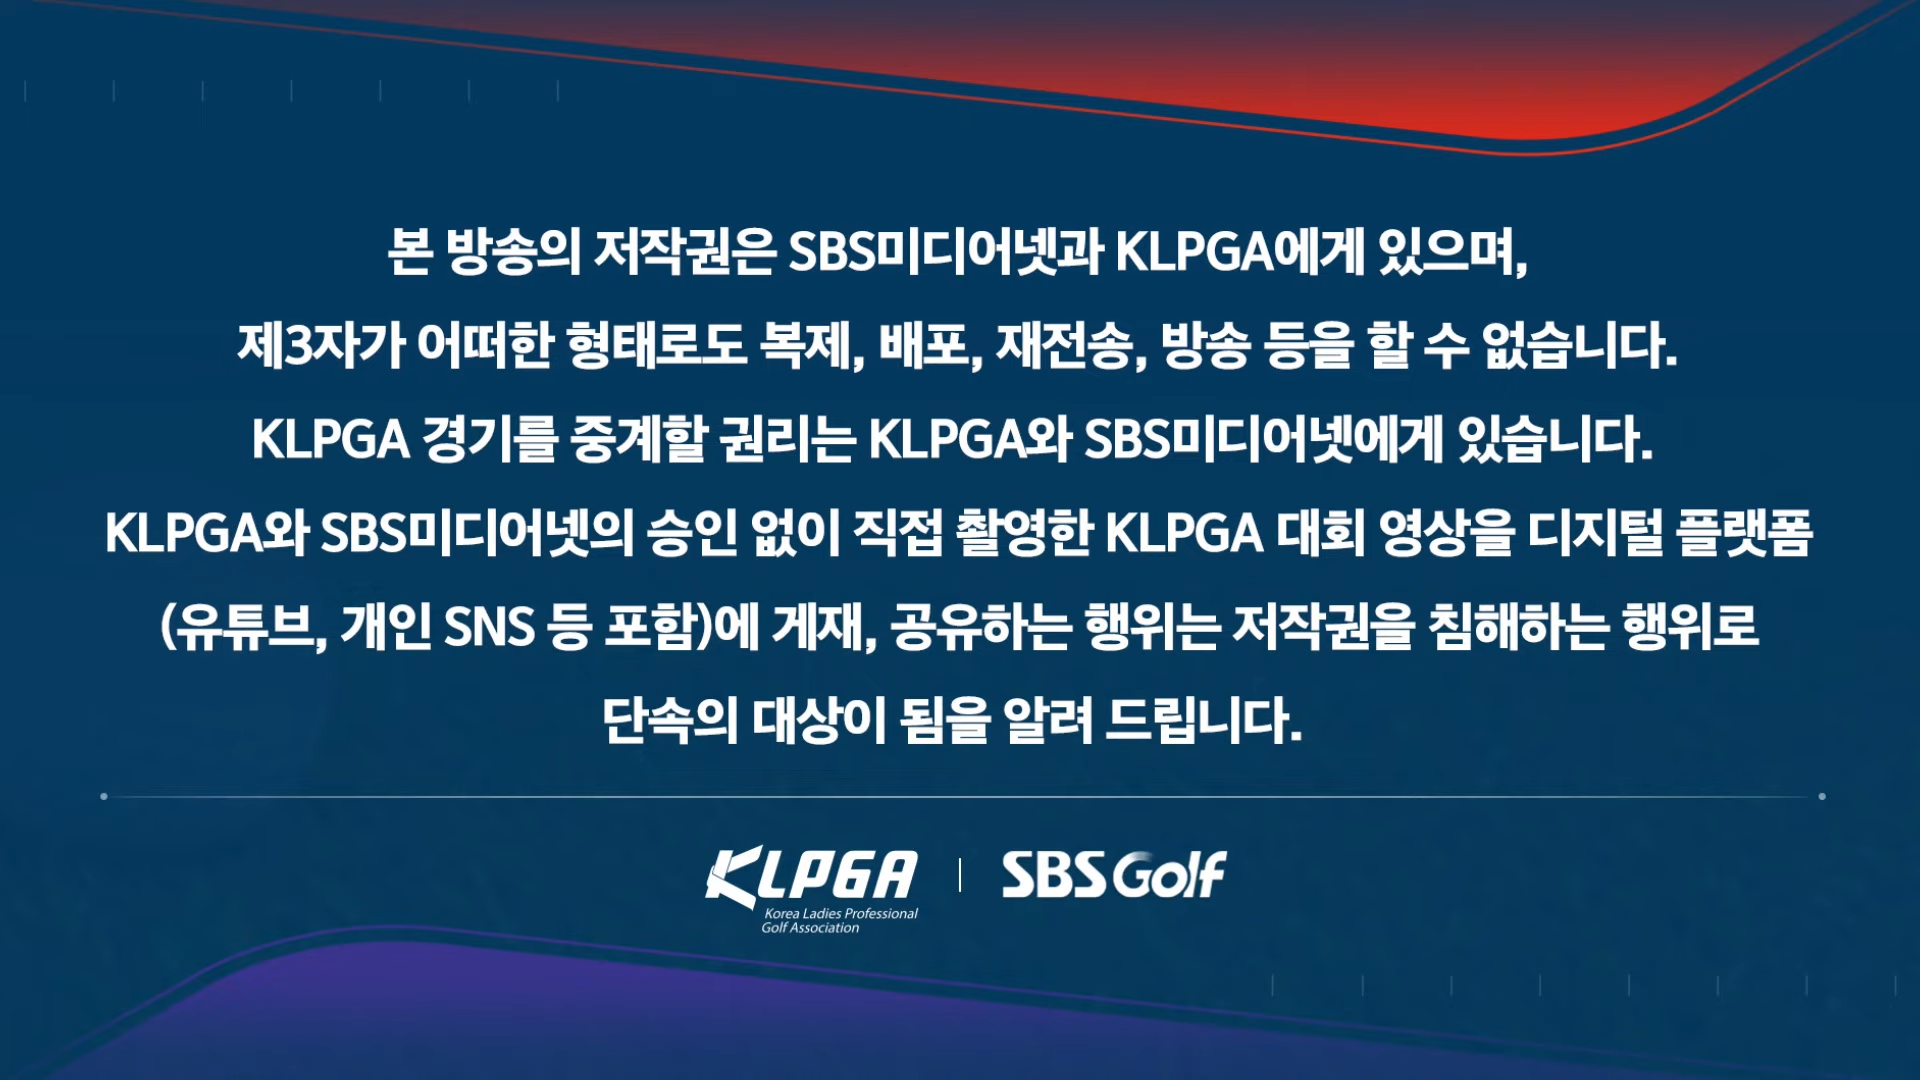 본 방송의 저작권은 SBS미디어넷과 KLPGA에게 있으며,
제3자가 어떠한 형태로도 복제, 배포, 재전송, 방송 등을 할 수 없습니다.
KLPGA 경기를 중계할 권리는 KLPGA와 SBS미디어넷에게 있습니다.
KLPGA와 SBS미디어넷의 승인 없이 직접 촬영한 KLPGA 대회 영상을 디지털 플랫폼
(유튜브, 개인 SNS 등 포함)에 게재, 공유하는 행위는 저작권을 침해하는 행위로
단속의 대상이 됨을 알려 드립니다.
KLPGA
Korea Ladies Professional
Golf Association
SBS Golf